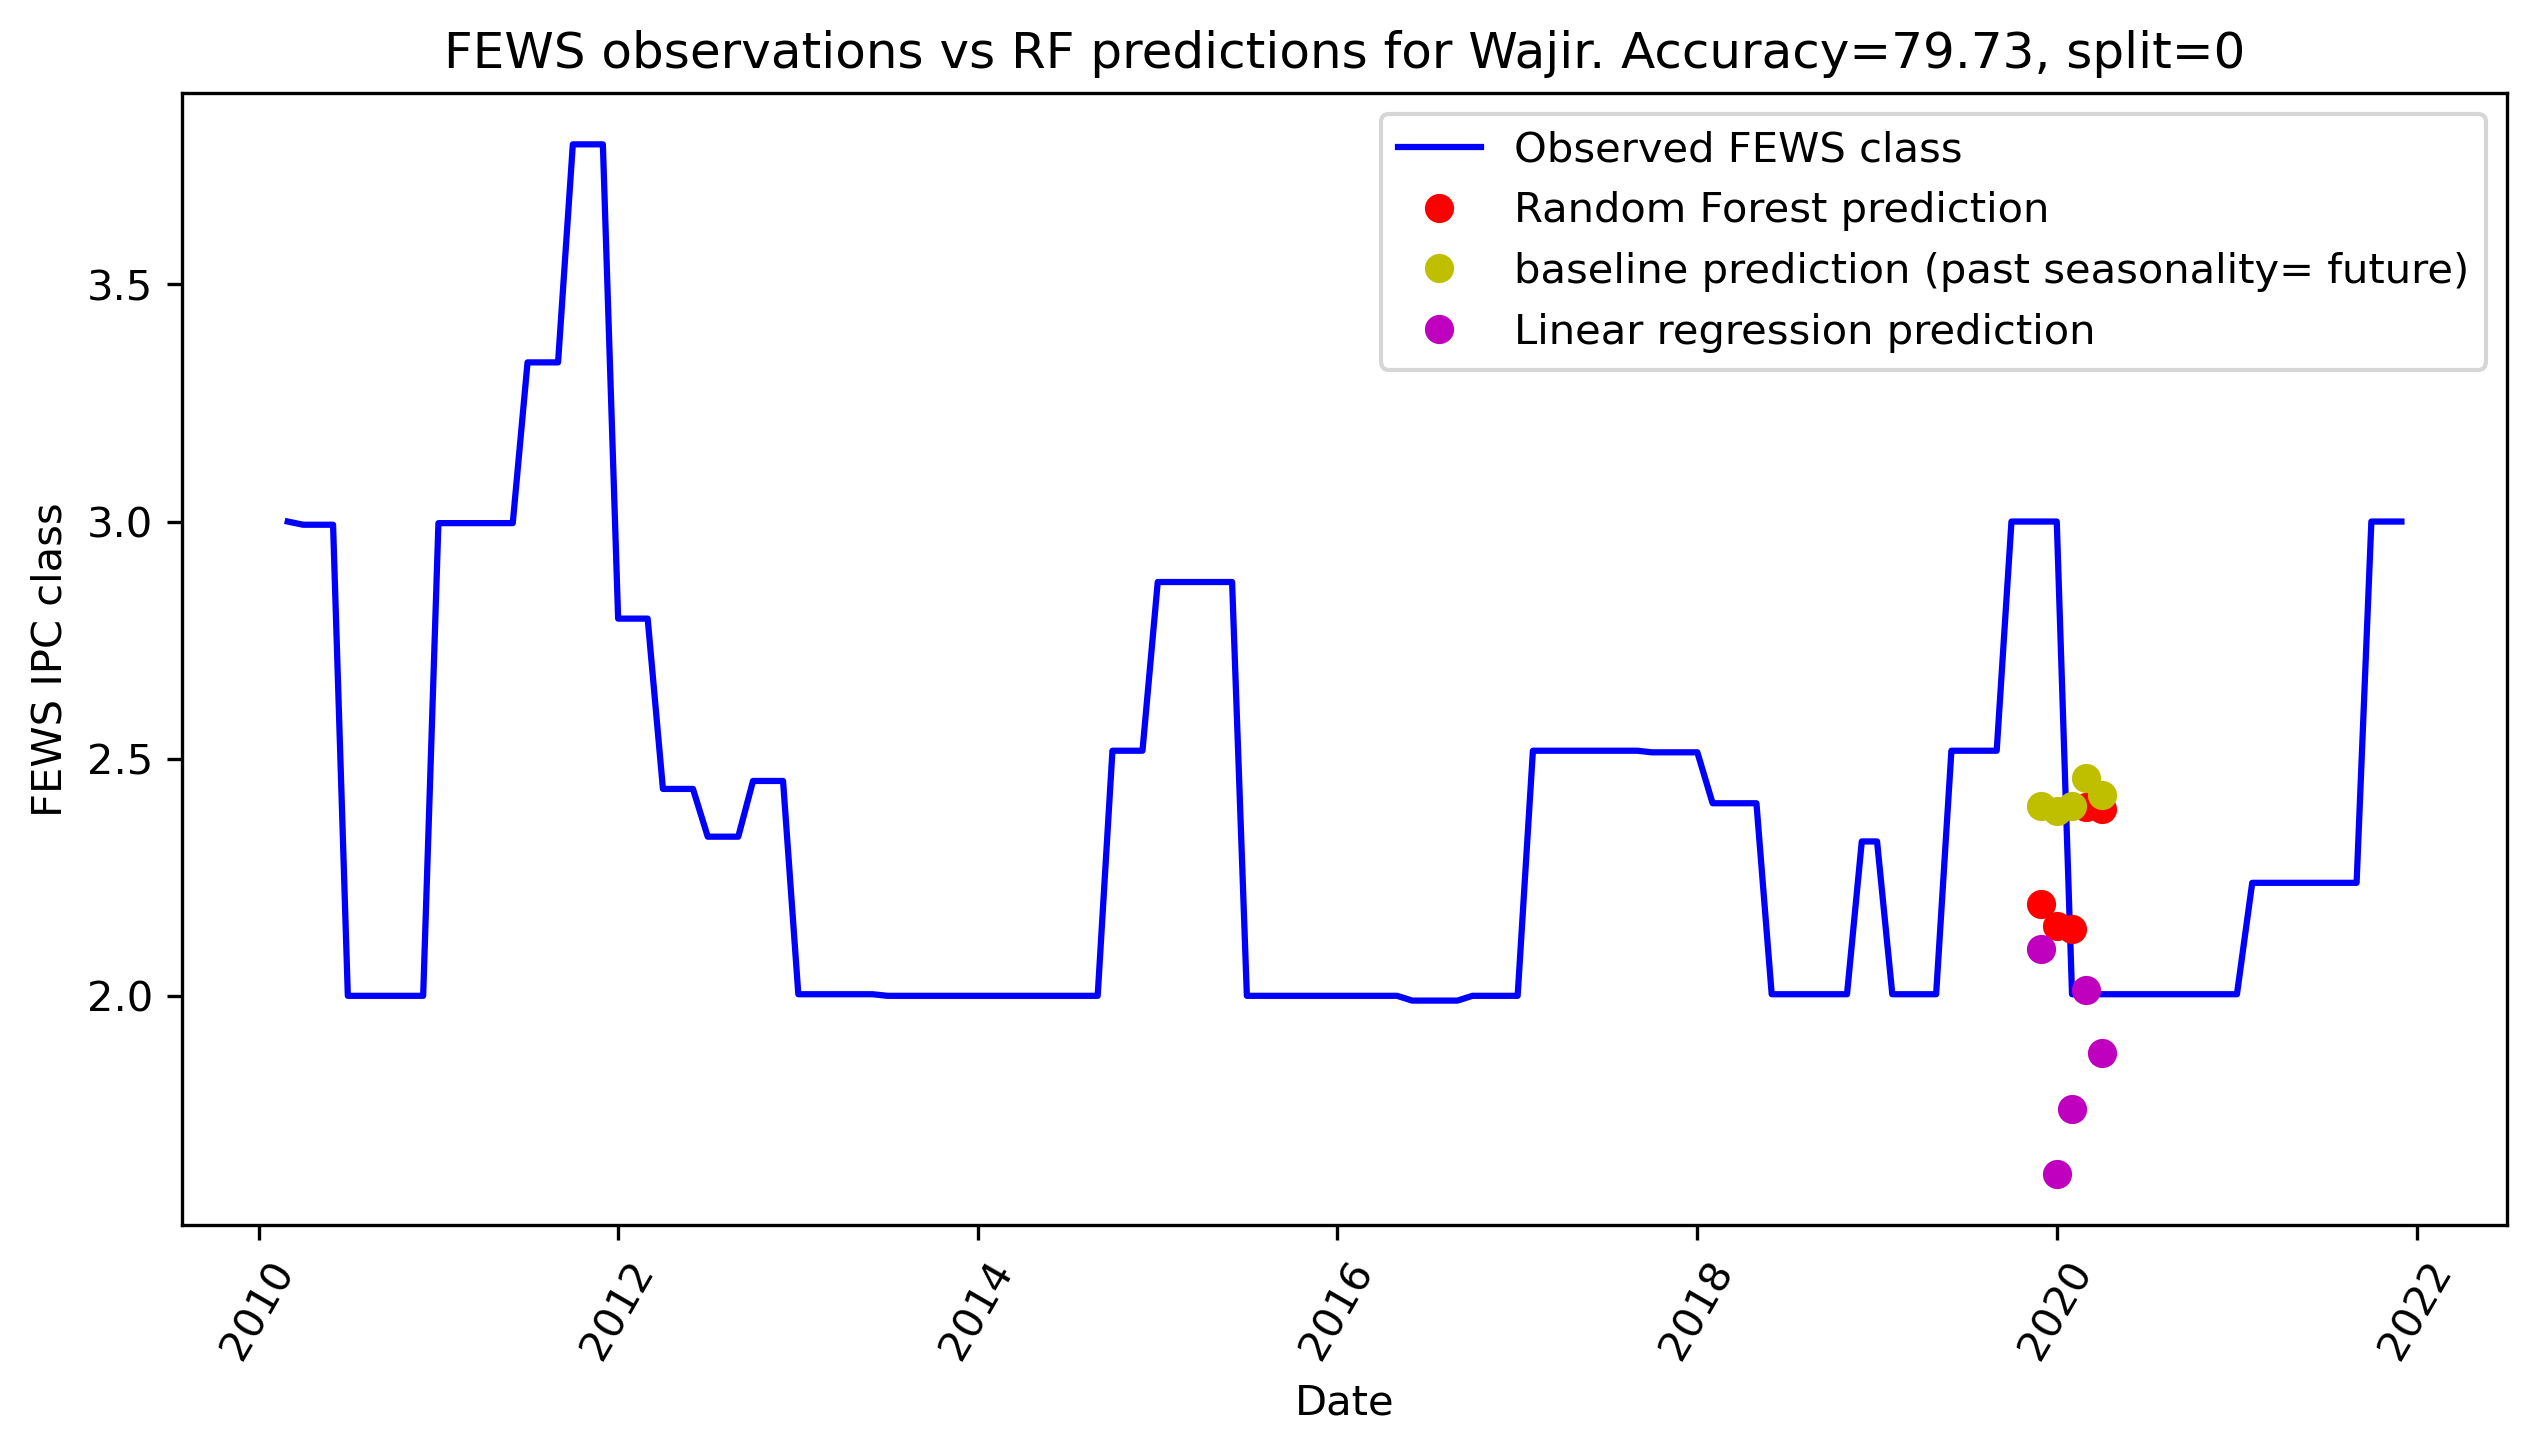 FEWS observations vs RF predictions for Wajir. Accuracy=79.73, split=0
Observed FEWS class
Random Forest prediction
baseline prediction (past seasonality= future)
Linear regression prediction
FEWS IPC class
3.5
3.0
2.5
2.0
2010
2012
2014
2016
2018
2020
2022
Date